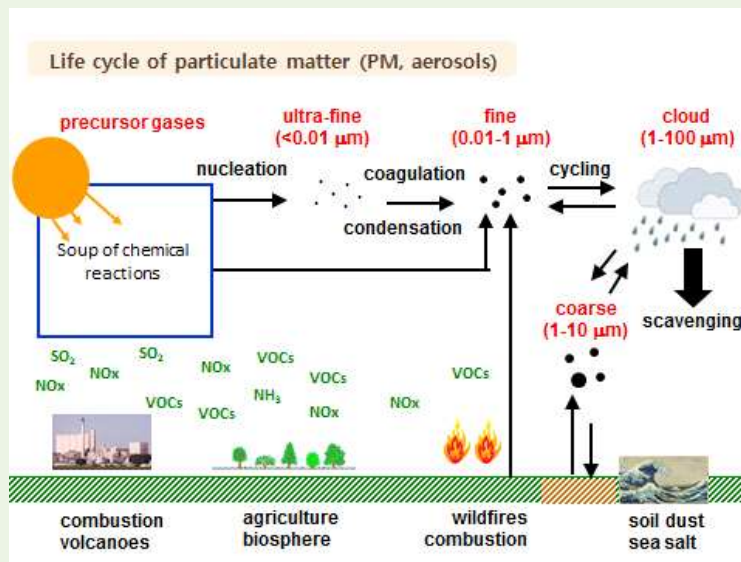 Life cycle of particulate matter (PM, aerosols)
precursor gases
ultra-fine
(<0.01 μm)
fine
(0.01-1 μm)
cloud
(1-100 μm)
nucleation
coagulation
condensation
cycling
Soup of chemical
reactions
coarse
(1-10 μm)
scavenging
SO₂
SO₂
NOx
NOx
NOx
VOCs
VOCs
VOCs
VOCs
NH₃
NOx
NOx
VOCs
combustion
volcanoes
agriculture
biosphere
wildfires
combustion
soil dust
sea salt